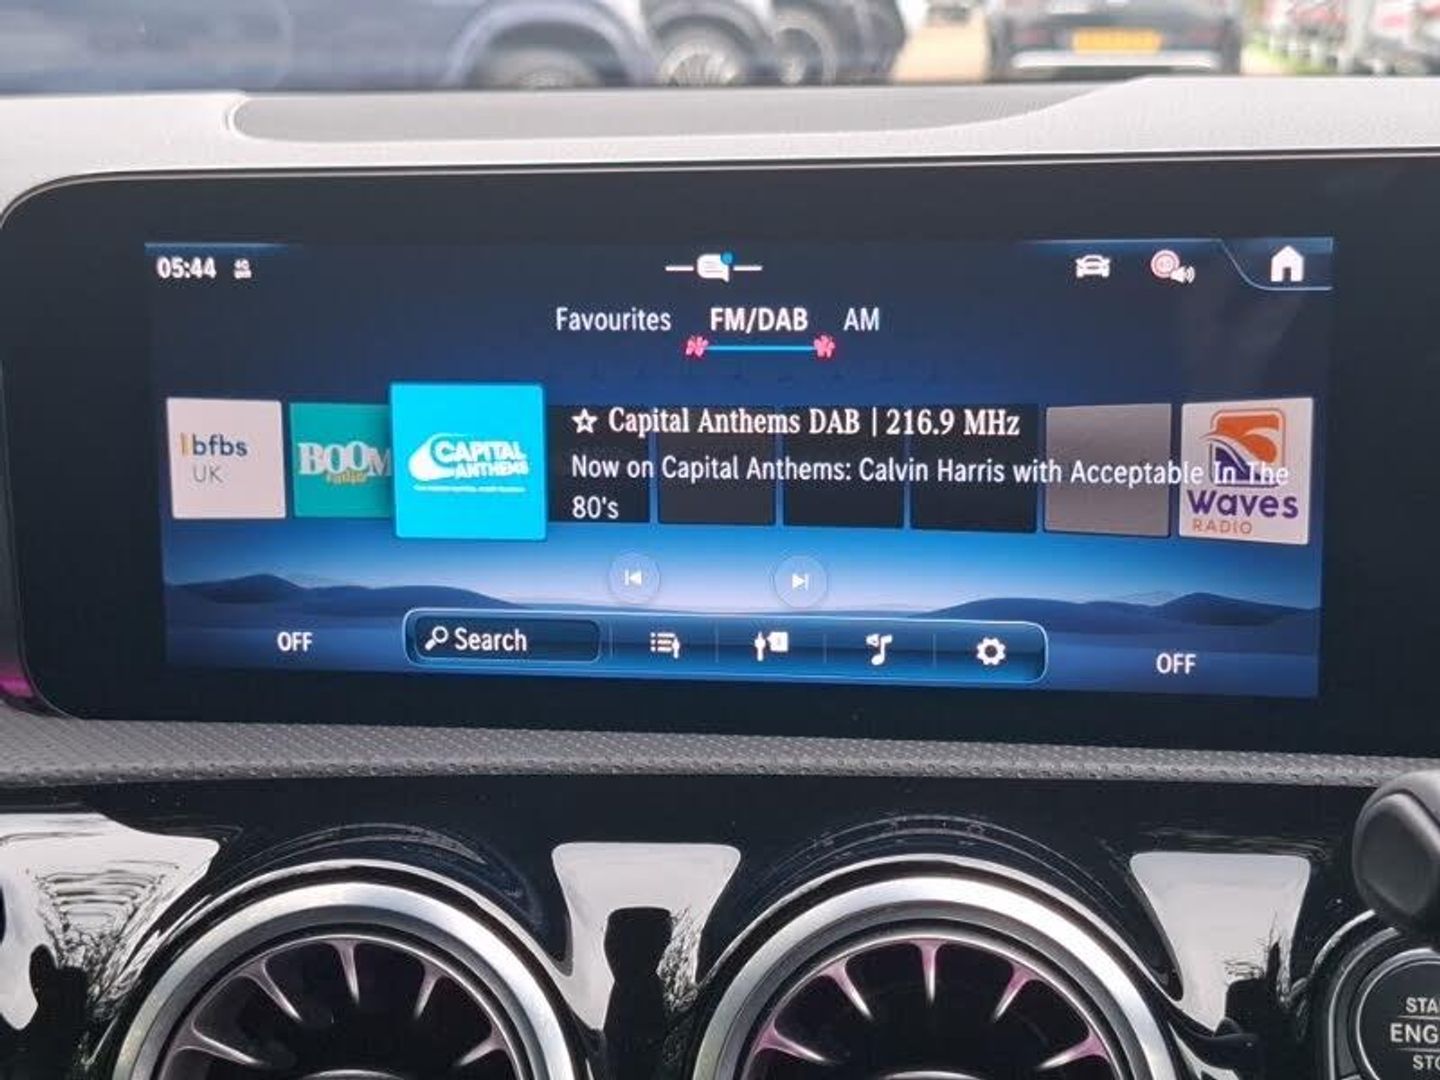 05:44
Favourites FM/DAB AM
bfbs
UK
BOOM
radio
CAPITAL
ANTHEMS
☆ Capital Anthems DAB | 216.9 MHz
Now on Capital Anthems: Calvin Harris with Acceptable In The
80's
Waves
RADIO
OFF
Search
OFF
STA
ENG
STO